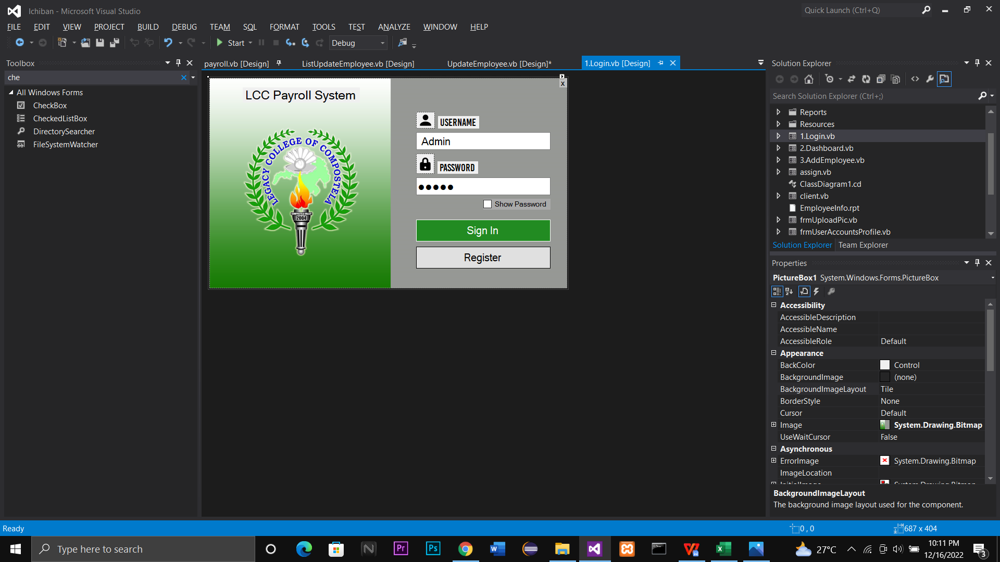 Ichiban - Microsoft Visual Studio
Quick Launch (Ctrl+Q)
FILE EDIT VIEW PROJECT BUILD DEBUG TEAM SQL FORMAT TOOLS TEST ANALYZE WINDOW HELP
Start Debug
Toolbox
che
All Windows Forms
CheckBox
CheckedListBox
DirectorySearcher
FileSystemWatcher
payroll.vb [Design] ListUpdateEmployee.vb [Design] UpdateEmployee.vb [Design]* 1.Login.vb [Design]
x
LCC Payroll System
LEGACY COLLEGE OF COMPOSTELA
COMPOSTELA VALLEY
2004
USERNAME
Admin
PASSWORD
Show Password
Sign In
Register
Solution Explorer
Search Solution Explorer (Ctrl+;)
Reports
Resources
1.Login.vb
2.Dashboard.vb
3.AddEmployee.vb
assign.vb
ClassDiagram1.cd
client.vb
EmployeeInfo.rpt
frmUploadPic.vb
frmUserAccountsProfile.vb
Solution Explorer Team Explorer
Properties
PictureBox1 System.Windows.Forms.PictureBox
Accessibility
AccessibleDescription
AccessibleName
AccessibleRole Default
Appearance
BackColor Control
BackgroundImage (none)
BackgroundImageLayout Tile
BorderStyle None
Cursor Default
Image System.Drawing.Bitmap
UseWaitCursor False
Asynchronous
ErrorImage System.Drawing.Bitmap
ImageLocation
InitialImage System.Drawing.Bitmap
BackgroundImageLayout
The background image layout used for the component.
Ready
0 , 0
687 x 404
Type here to search
27°C
10:11 PM
12/16/2022
3